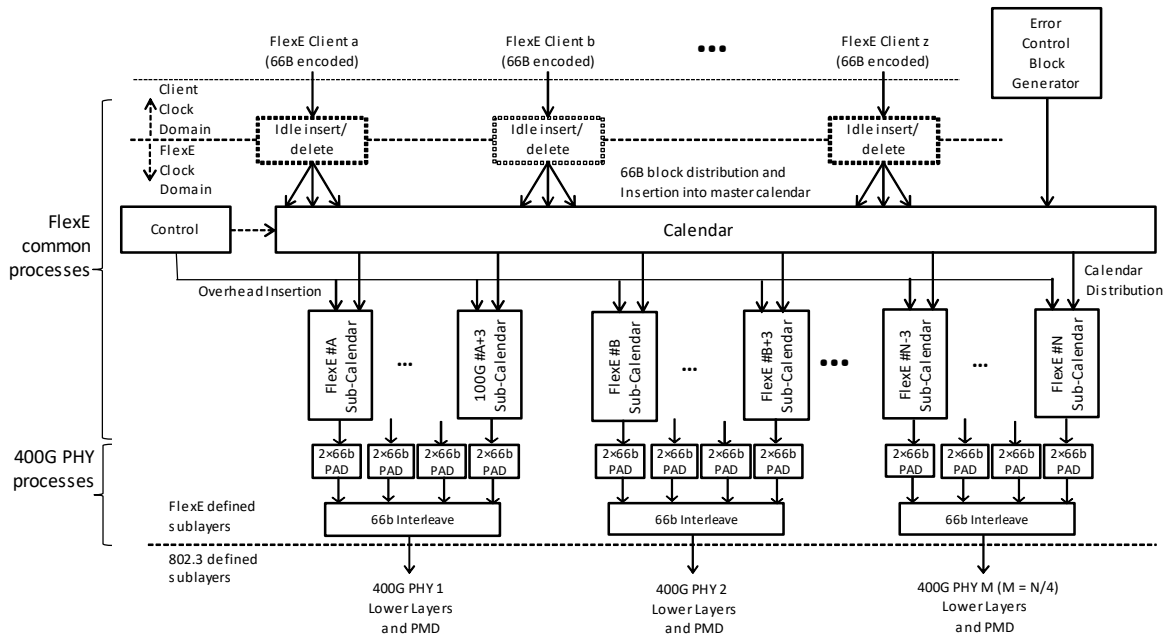 FlexE Client a
(66B encoded)
FlexE Client b
(66B encoded)
...
FlexE Client z
(66B encoded)
Error
Control
Block
Generator
Client
Clock
Domain
FlexE
Clock
Domain
Idle insert/
delete
Idle insert/
delete
Idle insert/
delete
66B block distribution and
Insertion into master calendar
FlexE
common
processes
Control
Calendar
Overhead Insertion
Calendar
Distribution
FlexE #A
Sub-Calendar
...
100G #A+3
Sub-Calendar
FlexE #B
Sub-Calendar
...
FlexE #B+3
Sub-Calendar
...
FlexE #N-3
Sub-Calendar
...
FlexE #N
Sub-Calendar
400G PHY
processes
2×66b
PAD
2×66b
PAD
2×66b
PAD
2×66b
PAD
2×66b
PAD
2×66b
PAD
2×66b
PAD
2×66b
PAD
2×66b
PAD
2×66b
PAD
2×66b
PAD
2×66b
PAD
FlexE defined
sublayers
66b Interleave
66b Interleave
66b Interleave
802.3 defined
sublayers
400G PHY 1
Lower Layers
and PMD
400G PHY 2
Lower Layers
and PMD
400G PHY M (M = N/4)
Lower Layers
and PMD